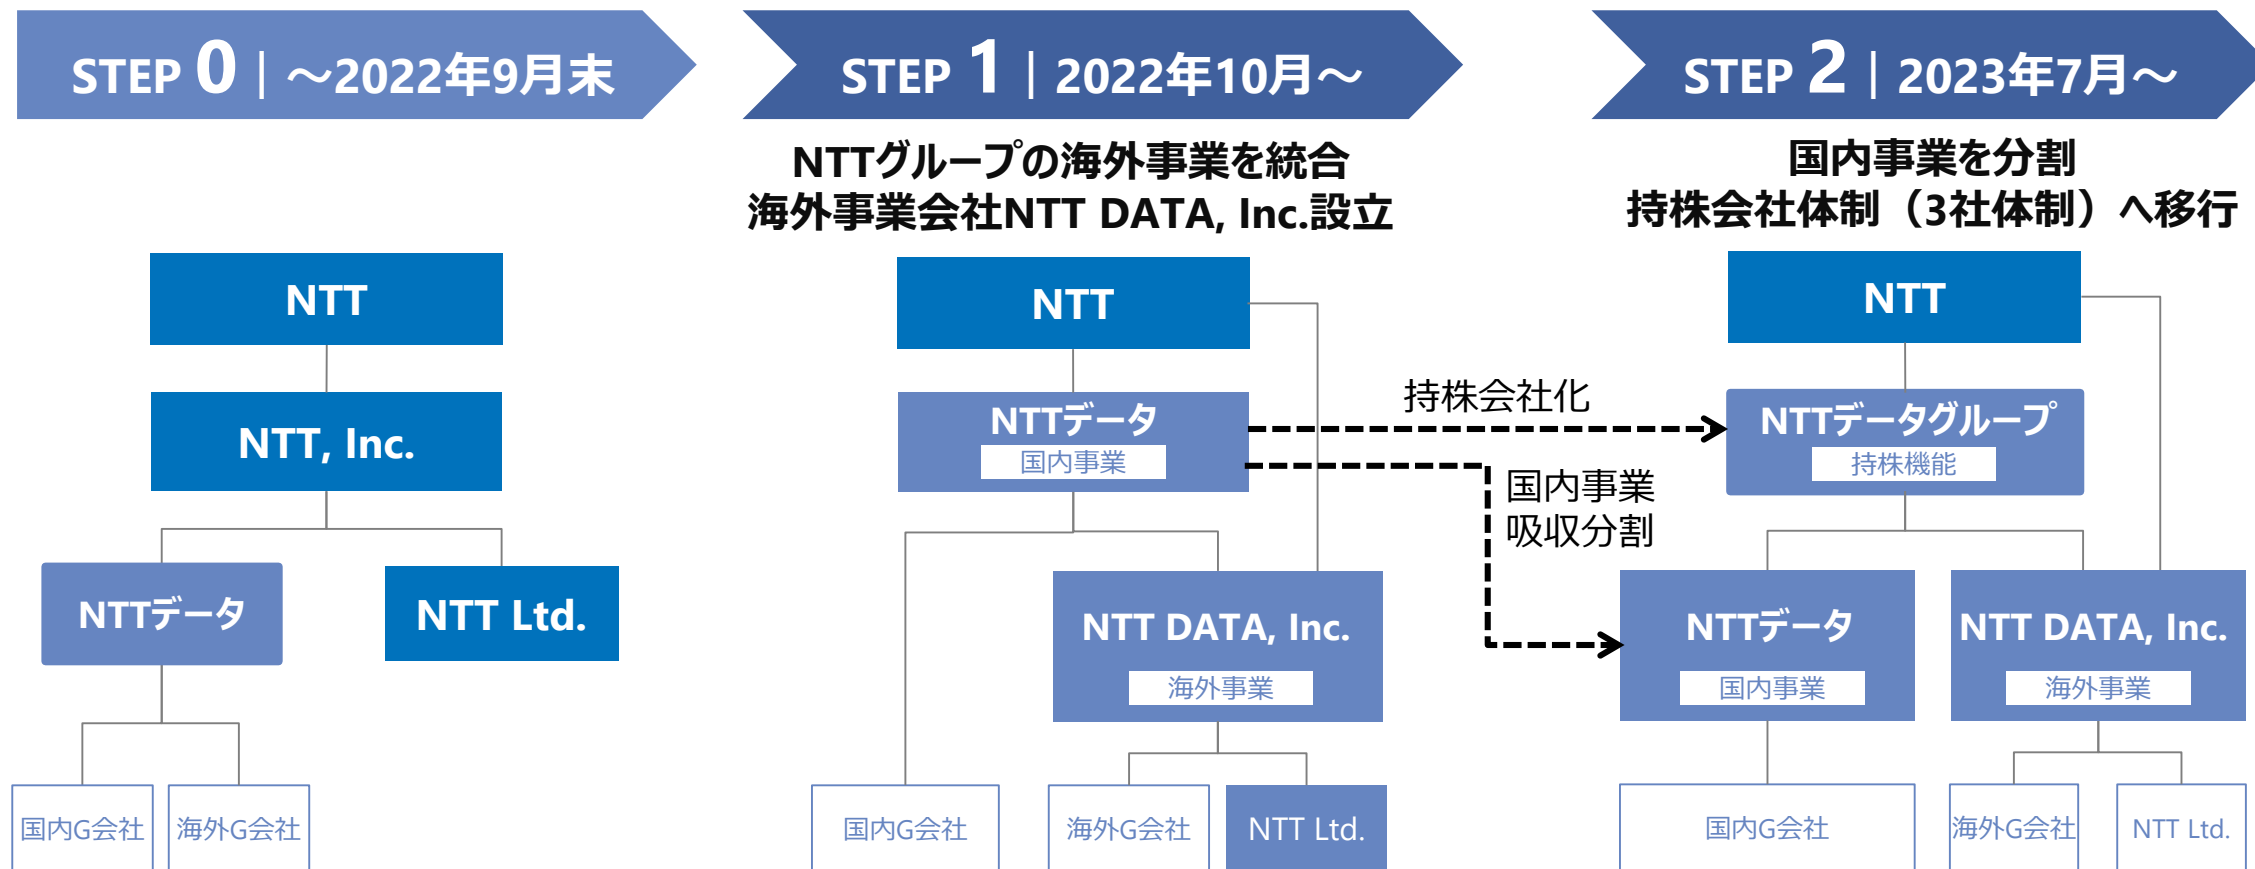 STEP 0｜～2022年9月末
STEP 1｜2022年10月～
STEP 2｜2023年7月～
NTTグループの海外事業を統合
海外事業会社NTT DATA, Inc.設立
国内事業を分割
持株会社体制（3社体制）へ移行
NTT
NTT, Inc.
NTTデータ
NTT Ltd.
国内G会社
海外G会社
NTT
NTTデータ
国内事業
NTT DATA, Inc.
海外事業
国内G会社
海外G会社
NTT Ltd.
持株会社化
国内事業
吸収分割
NTT
NTTデータグループ
持株機能
NTTデータ
国内事業
NTT DATA, Inc.
海外事業
国内G会社
海外G会社
NTT Ltd.